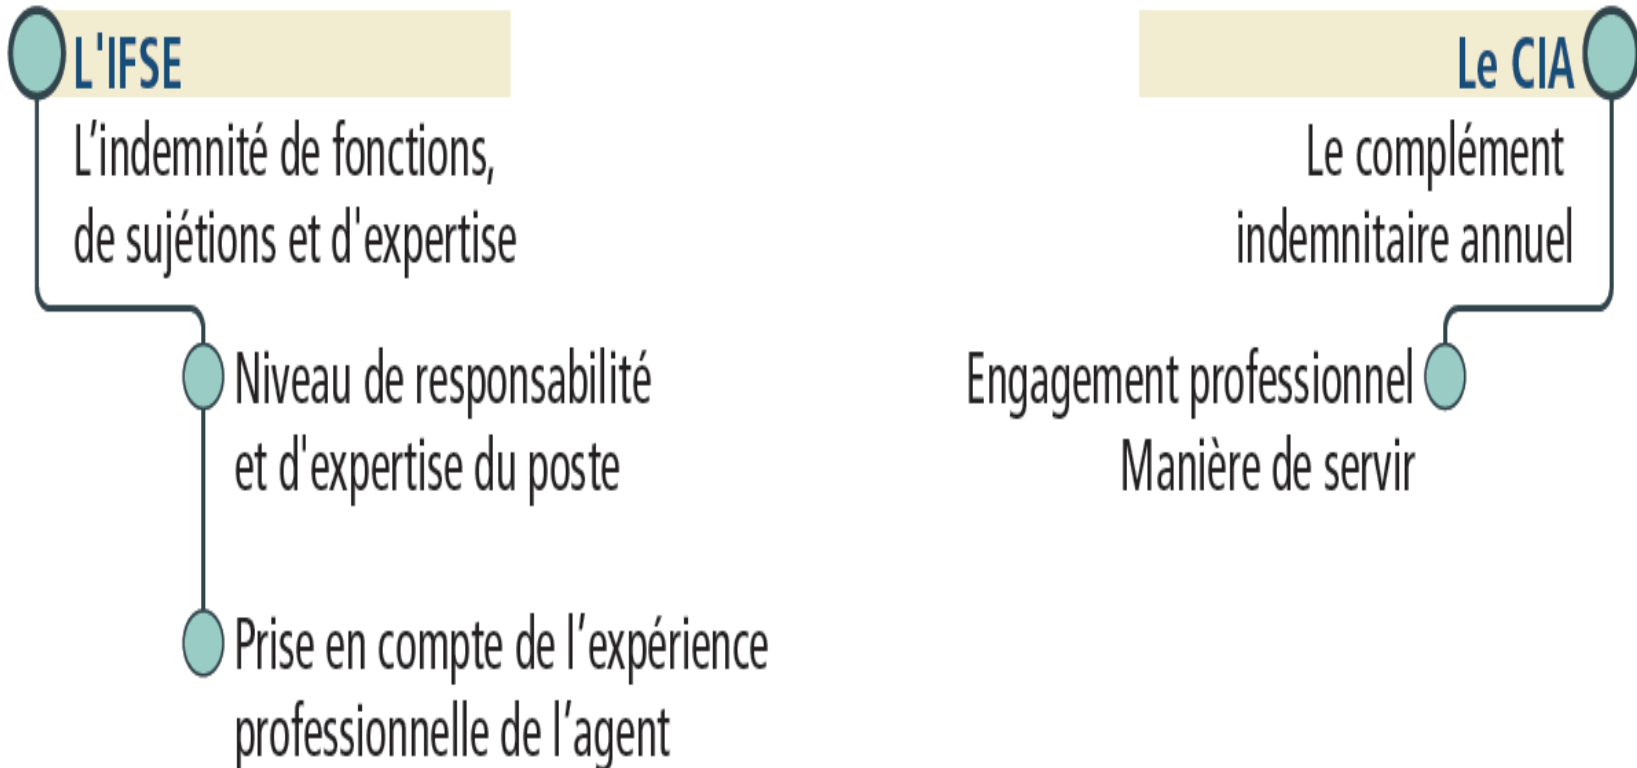 L'IFSE
L'indemnité de fonctions,
de sujétions et d'expertise
Niveau de responsabilité
et d'expertise du poste
Prise en compte de l'expérience
professionnelle de l'agent
Le CIA
Le complément
indemnitaire annuel
Engagement professionnel
Manière de servir